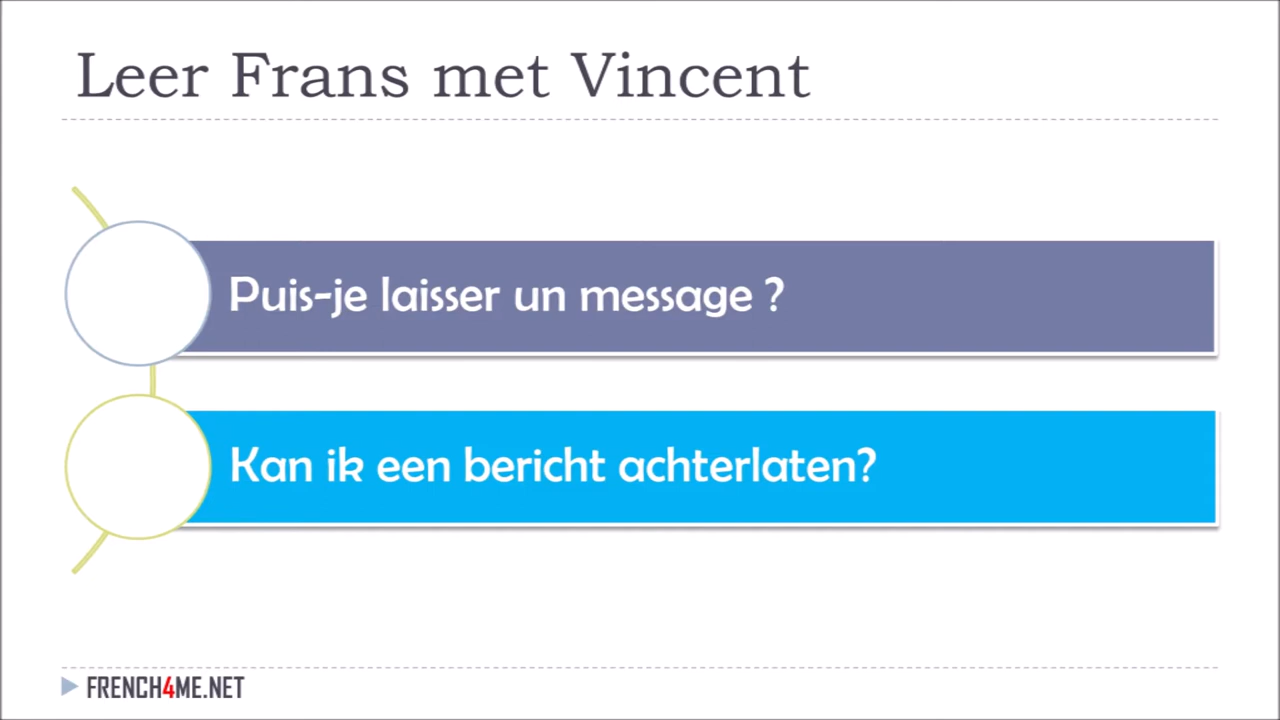 Leer Frans met Vincent
Puis-je laisser un message ?
Kan ik een bericht achterlaten?
FRENCH4ME.NET